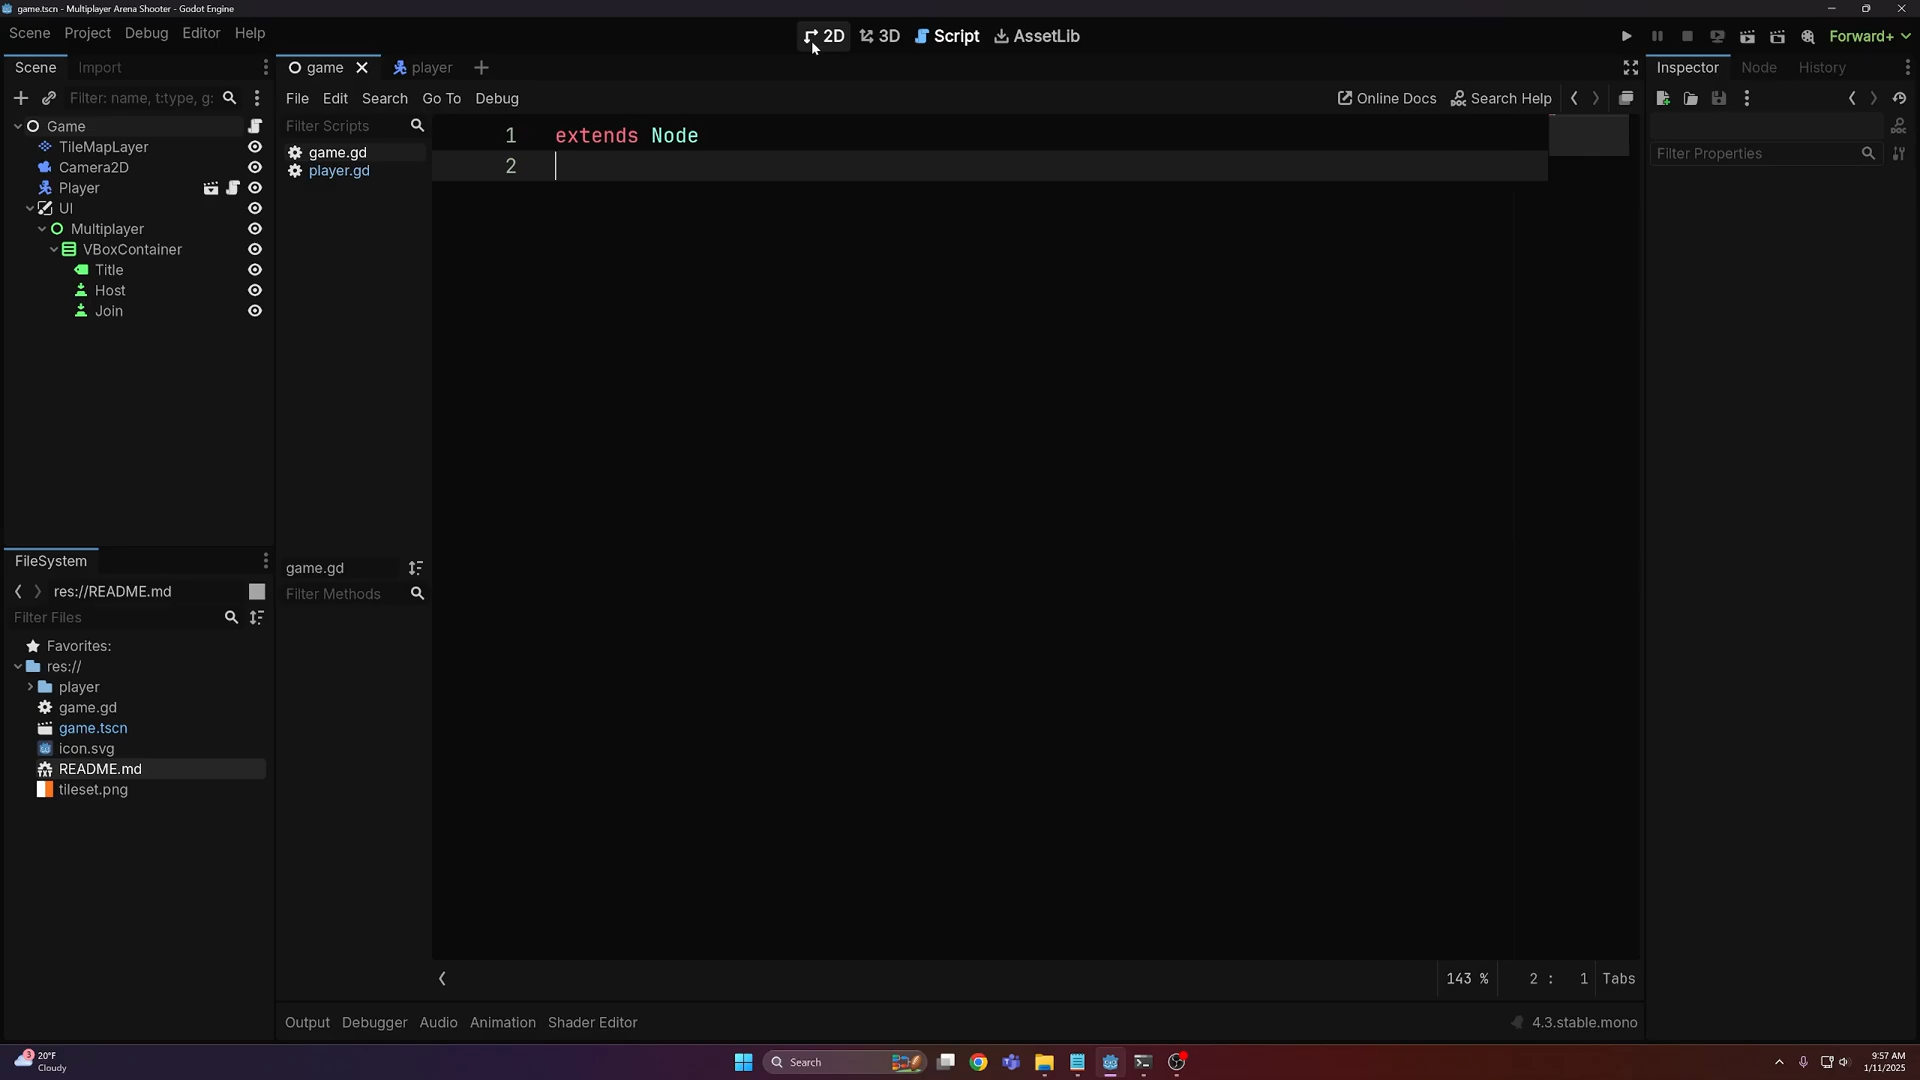 game.tscn - Multiplayer Arena Shooter - Godot Engine
Scene Project Debug Editor Help
2D 3D Script AssetLib
Forward+
Scene Import
game player
Inspector Node History
Filter: name, t:type, g:
File Edit Search Go To Debug
Online Docs Search Help
Game
TileMapLayer
Camera2D
Player
UI
Multiplayer
VBoxContainer
Title
Host
Join
Filter Scripts
game.gd
player.gd
game.gd
Filter Methods
1 extends Node
2
Filter Properties
FileSystem
res://README.md
Filter Files
Favorites:
res://
player
game.gd
game.tscn
icon.svg
README.md
tileset.png
143 % 2 : 1 Tabs
Output Debugger Audio Animation Shader Editor
4.3.stable.mono
3
20°F
Cloudy
Search
9:57 AM
1/11/2025